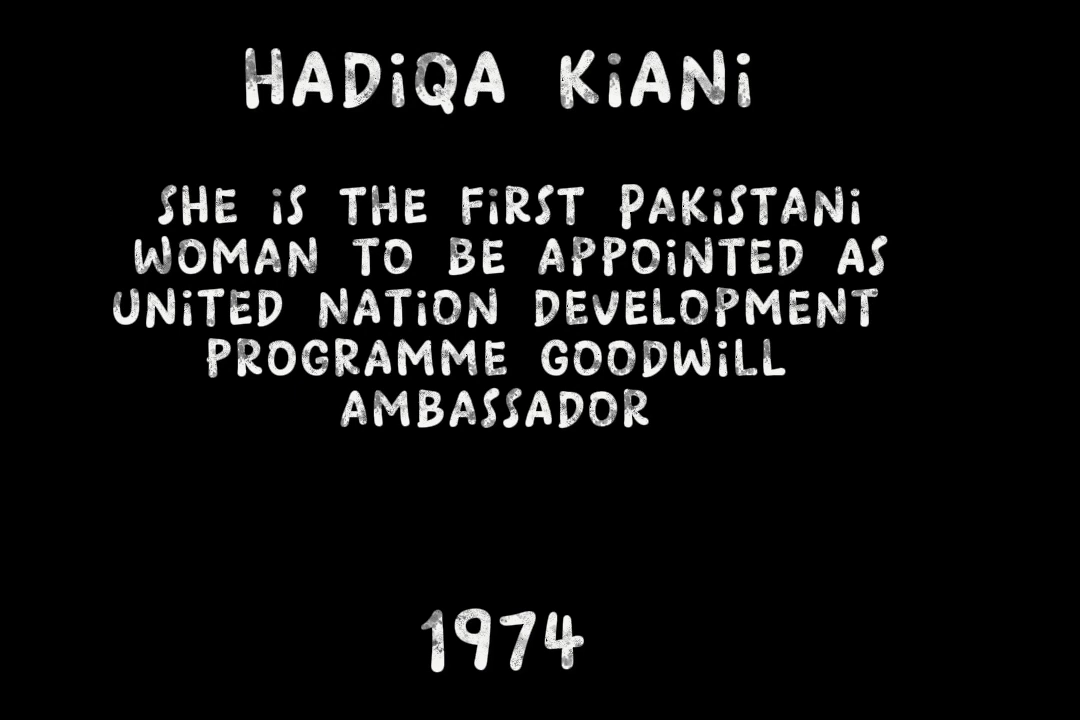 HADiQA KiANi
SHE iS THE FiRST PAKiSTANi
WOMAN TO BE APPOiNTED AS
UNiTED NATiON DEVELOPMENT
PROGRAMME GOODWiLL
AMBASSADOR
1974